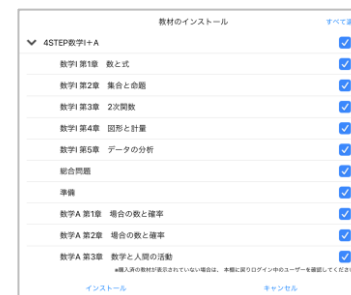 教材のインストール
すべて選
4STEP数学I+A
数学I 第1章 数と式
数学I 第2章 集合と命題
数学I 第3章 2次関数
数学I 第4章 図形と計量
数学I 第5章 データの分析
総合問題
準備
数学A 第1章 場合の数と確率
数学A 第2章 場合の数と確率
数学A 第3章 数学と人間の活動
※購入済の教材が表示されていない場合は、本棚に戻りログイン中のユーザーを確認してくださ
インストール
キャンセル